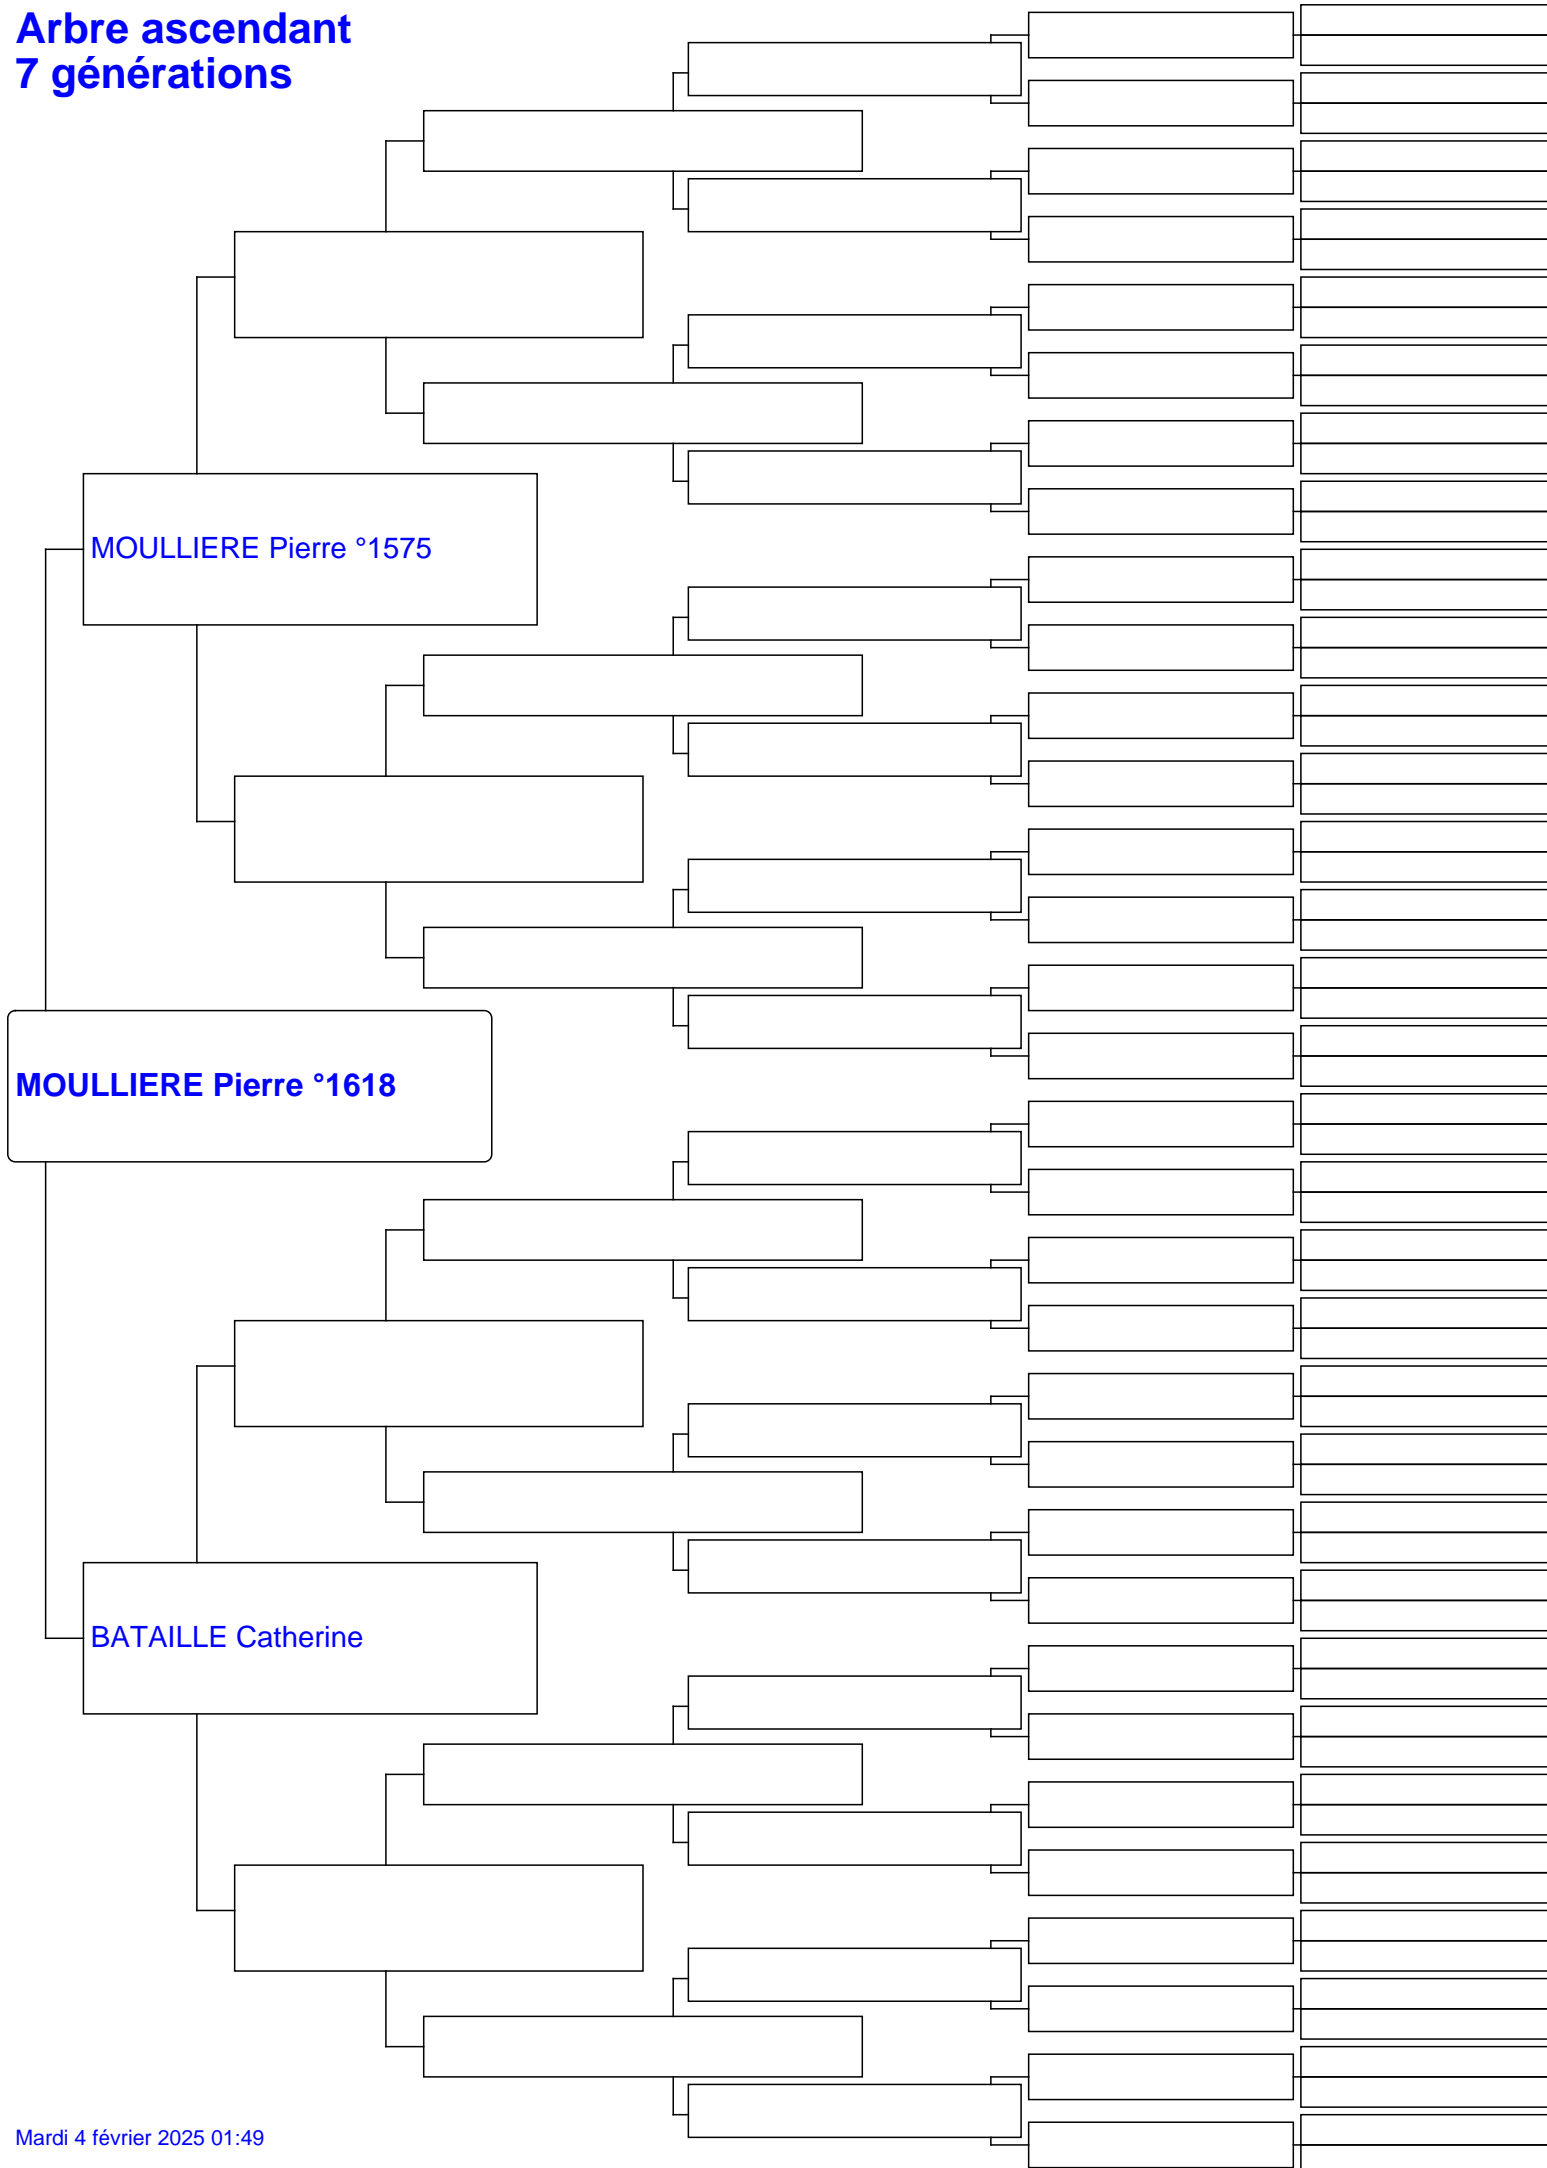 Arbre ascendant
7 générations
MOULLIERE Pierre °1575
MOULLIERE Pierre °1618
BATAILLE Catherine
Mardi 4 février 2025 01:49